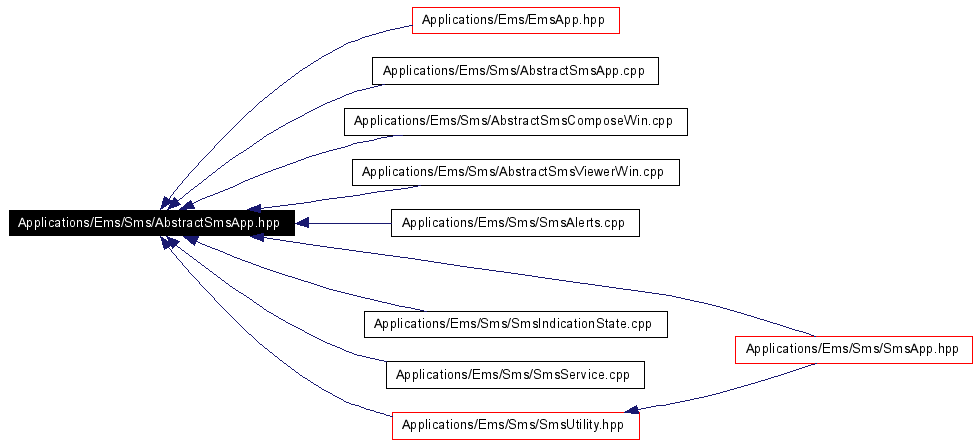 Applications/Ems/EmsApp.hpp
Applications/Ems/Sms/AbstractSmsApp.cpp
Applications/Ems/Sms/AbstractSmsComposeWin.cpp
Applications/Ems/Sms/AbstractSmsViewerWin.cpp
Applications/Ems/Sms/AbstractSmsApp.hpp
Applications/Ems/Sms/SmsAlerts.cpp
Applications/Ems/Sms/SmsIndicationState.cpp
Applications/Ems/Sms/SmsApp.hpp
Applications/Ems/Sms/SmsService.cpp
Applications/Ems/Sms/SmsUtility.hpp